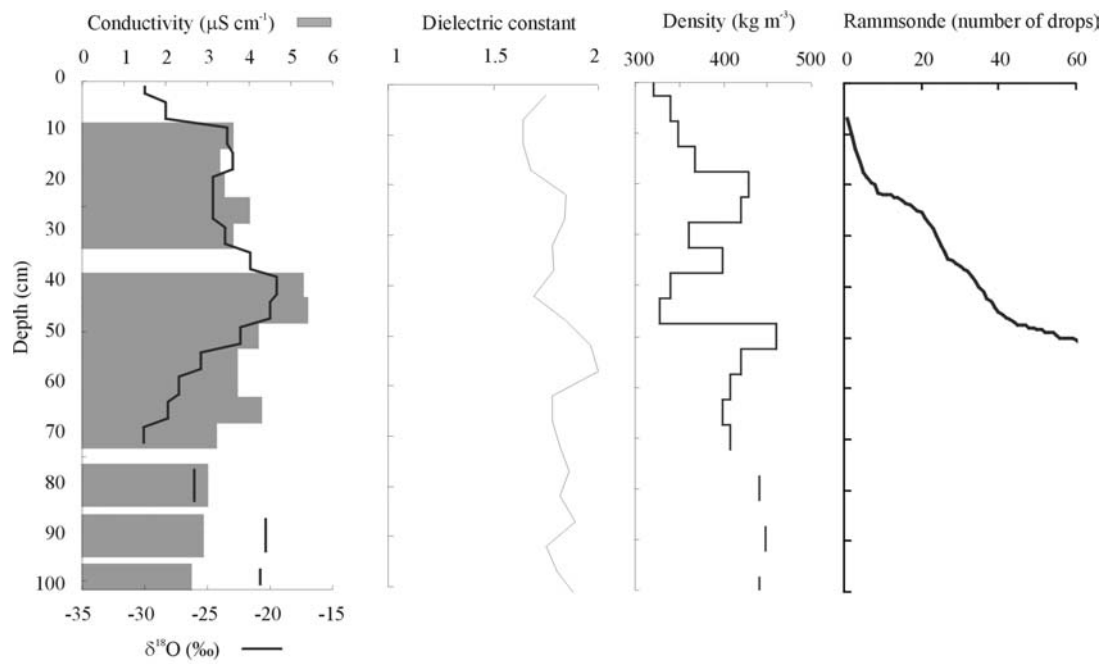 Conductivity (μS cm⁻¹)
0 1 2 3 4 5 6
Dielectric constant
1 1.5 2
Density (kg m⁻³)
300 400 500
Rammsonde (number of drops)
0 20 40 60
Depth (cm)
0
10
20
30
40
50
60
70
80
90
100
-35 -30 -25 -20 -15
δ¹⁸O (‰)